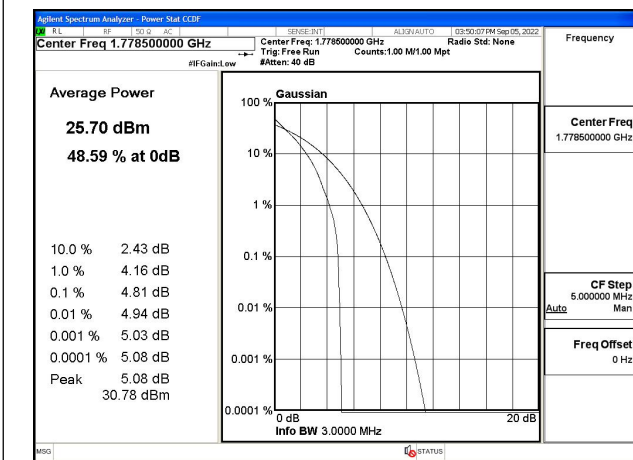 Agilent Spectrum Analyzer - Power Stat CCDF
RL RF 50 Ω AC SENSE:INT ALIGNAUTO 03:50:07 PM Sep 05, 2022
Center Freq 1.778500000 GHz
Center Freq: 1.778500000 GHz Radio Std: None
Trig: Free Run Counts:1.00 M/1.00 Mpt
#IFGain:Low #Atten: 40 dB
Frequency
Average Power
25.70 dBm
48.59 % at 0dB
10.0 % 2.43 dB
1.0 % 4.16 dB
0.1 % 4.81 dB
0.01 % 4.94 dB
0.001 % 5.03 dB
0.0001 % 5.08 dB
Peak 5.08 dB
30.78 dBm
Gaussian
100 %
10 %
1 %
0.1 %
0.01 %
0.001 %
0.0001 %
0 dB 20 dB
Info BW 3.0000 MHz
Center Freq
1.778500000 GHz
CF Step
5.000000 MHz
Auto Man
Freq Offset
0 Hz
MSG STATUS